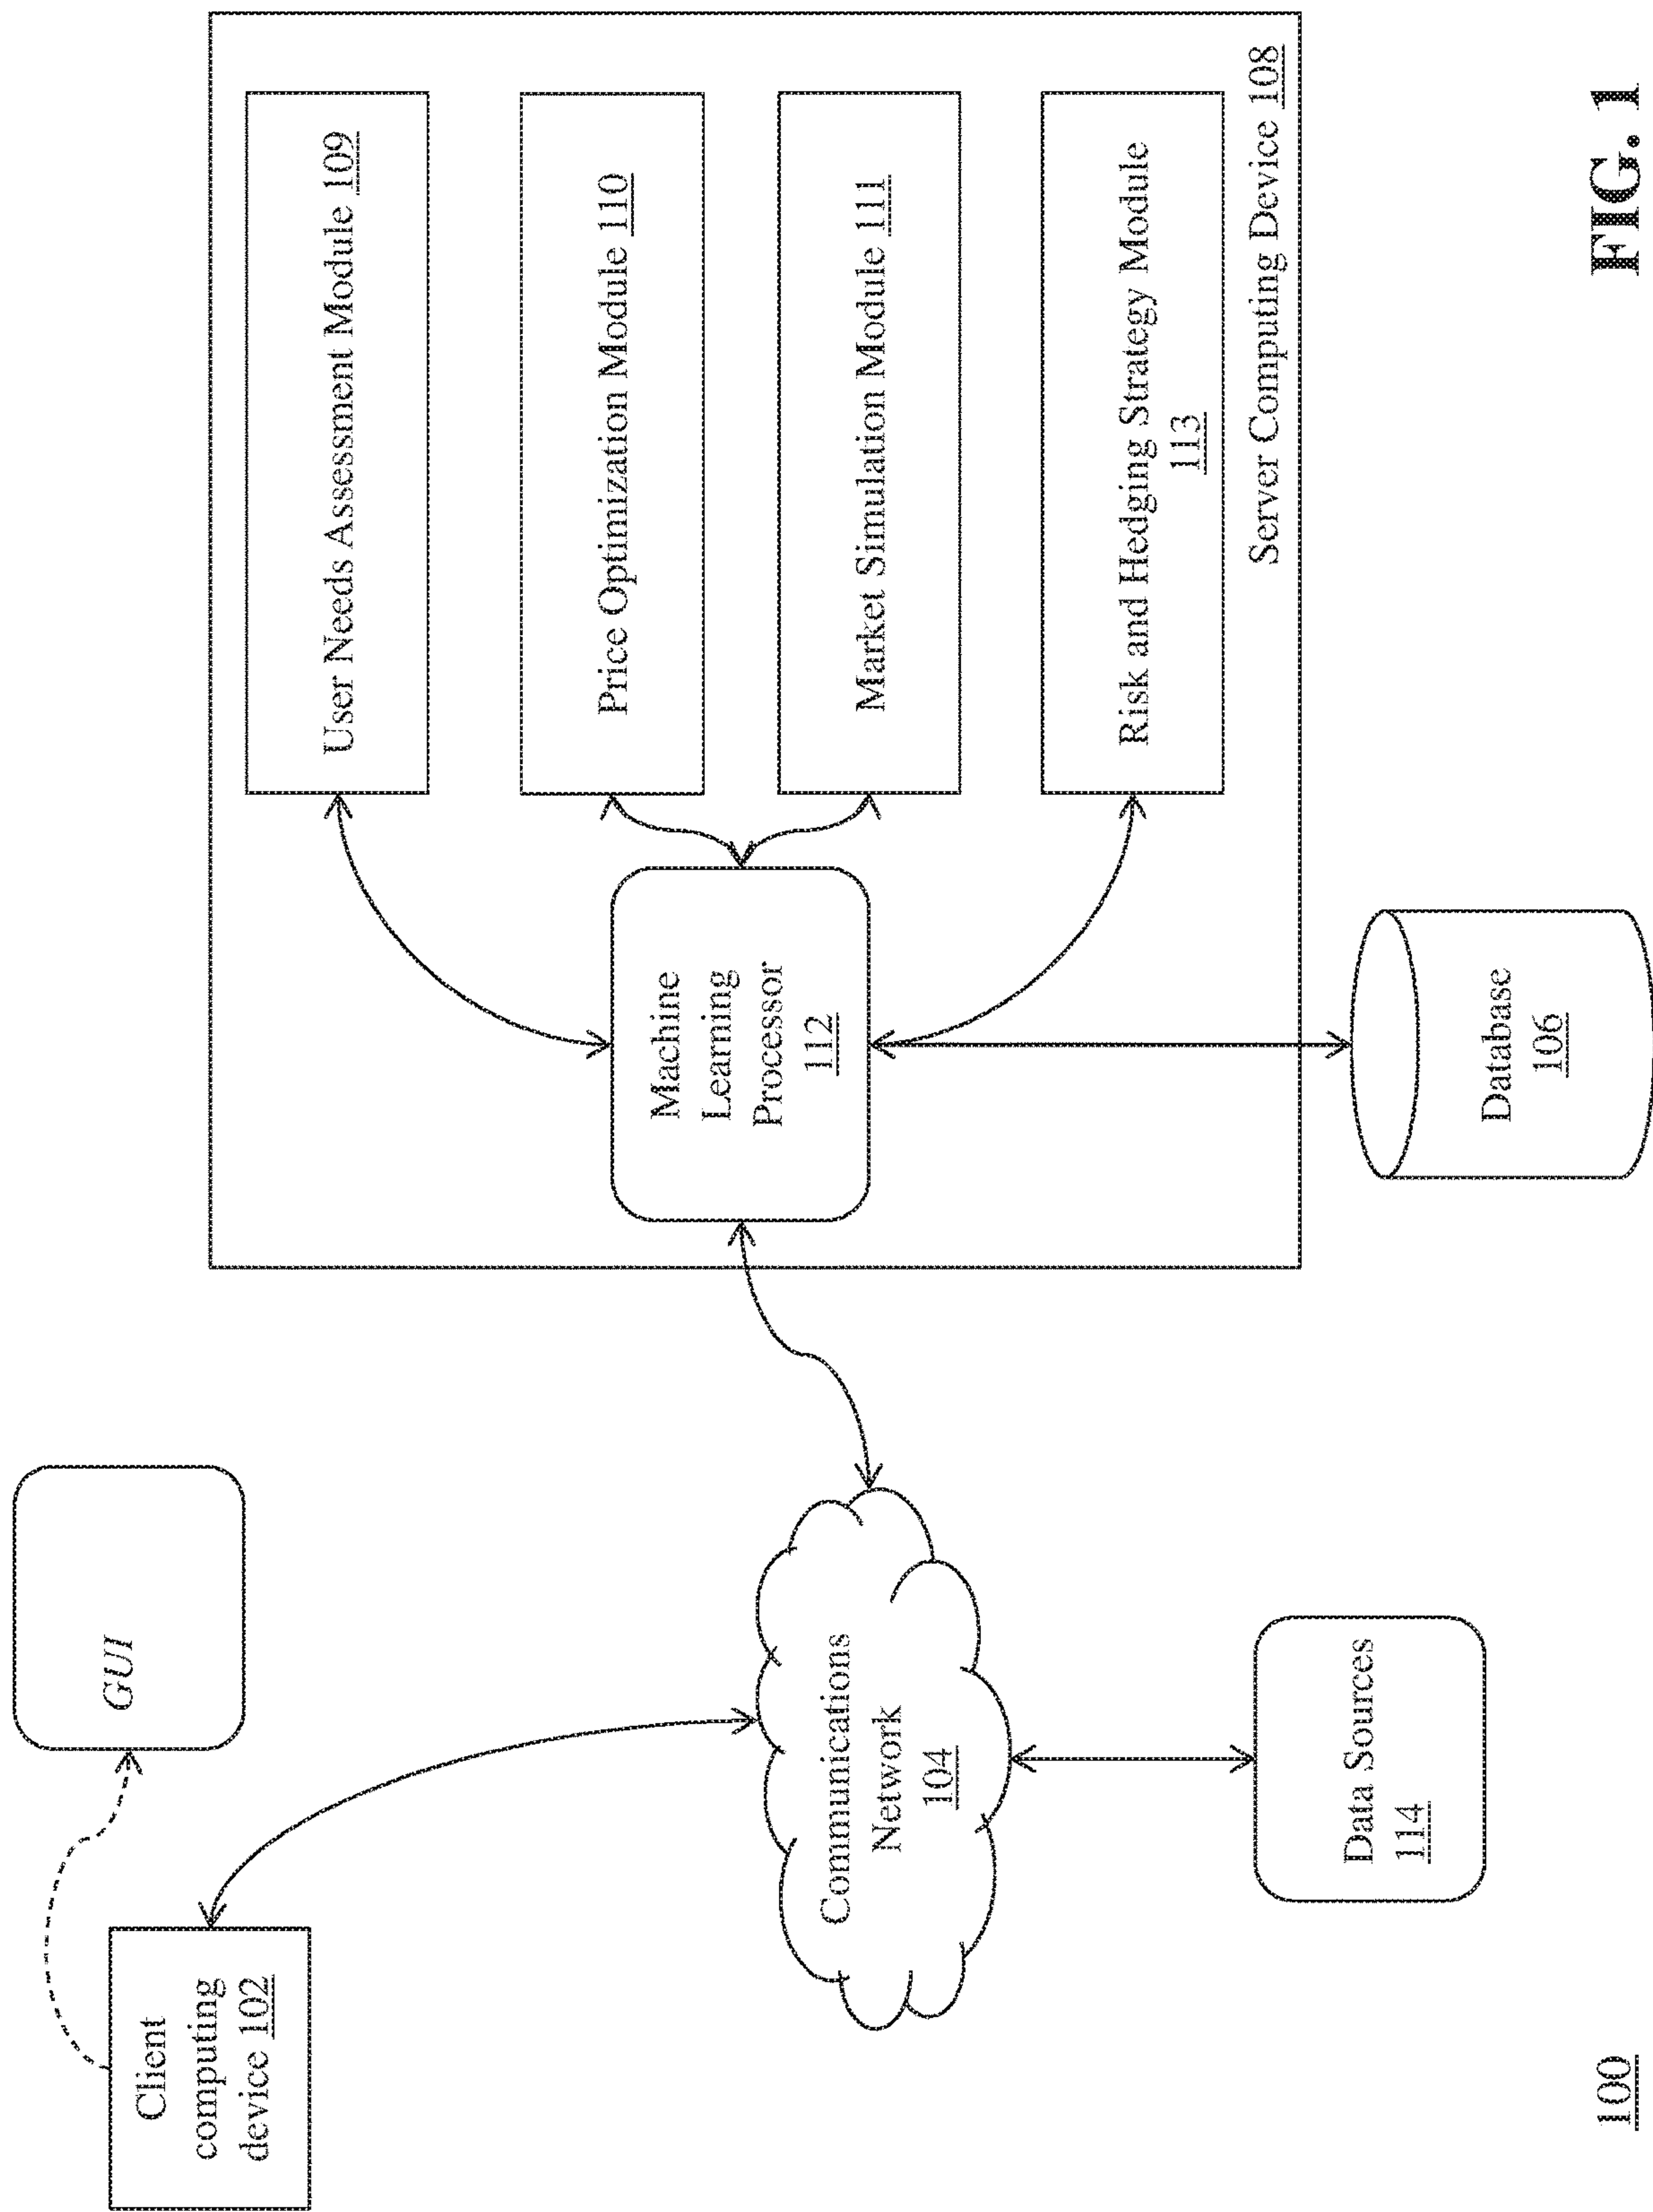 Client
computing
device 102
GUI
Communications
Network
104
Data Sources
114
User Needs Assessment Module 109
Price Optimization Module 110
Market Simulation Module 111
Risk and Hedging Strategy Module
113
Machine
Learning
Processor
112
Server Computing Device 108
Database
106
100
FIG. 1